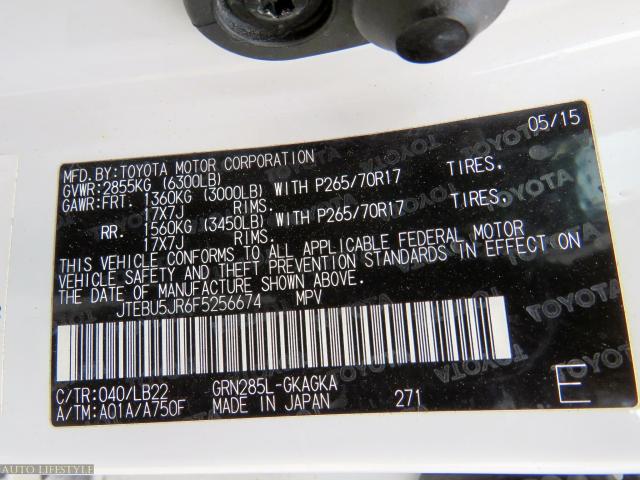 05/15
MFD.BY:TOYOTA MOTOR CORPORATION
GVWR:2855KG (6300LB)
GAWR:FRT. 1360KG (3000LB) WITH P265/70R17 TIRES.
17X7J RIMS.
RR. 1560KG (3450LB) WITH P265/70R17 TIRES.
17X7J RIMS.
THIS VEHICLE CONFORMS TO ALL APPLICABLE FEDERAL MOTOR
VEHICLE SAFETY AND THEFT PREVENTION STANDARDS IN EFFECT ON
THE DATE OF MANUFACTURE SHOWN ABOVE.
JTEBU5JR6F5256674 MPV
C/TR:040/LB22 GRN285L-GKAGKA
A/TM:A01A/A750F MADE IN JAPAN 271 E
AUTO LIFESTYLE